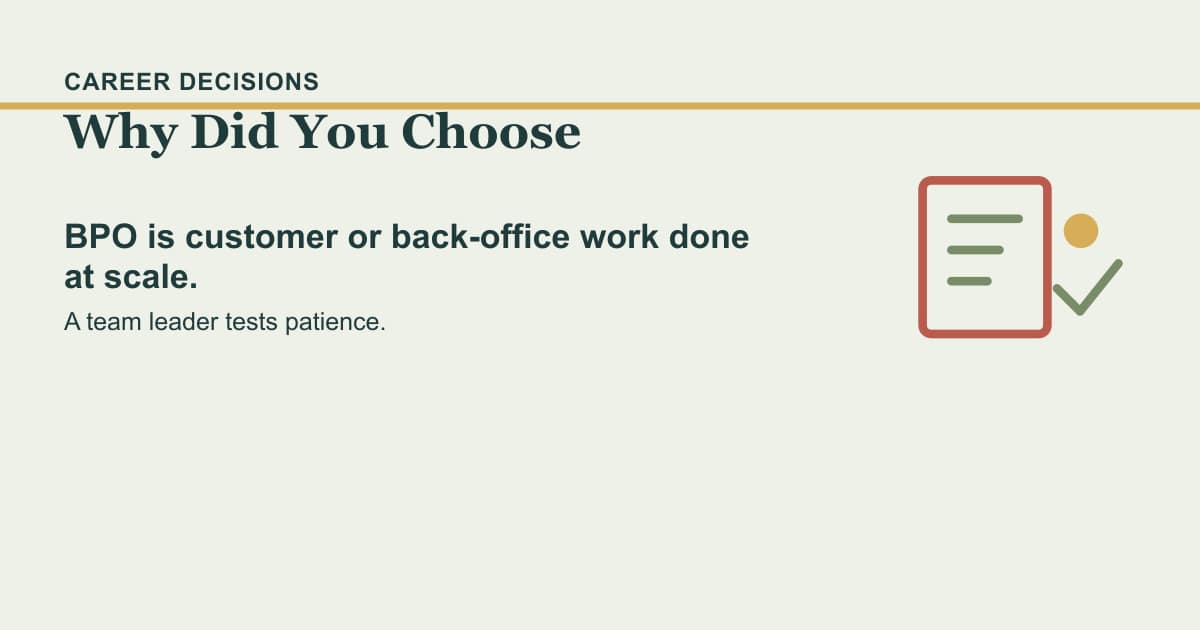 CAREER DECISIONS
Why Did You Choose
BPO is customer or back-office work done
at scale.
A team leader tests patience.